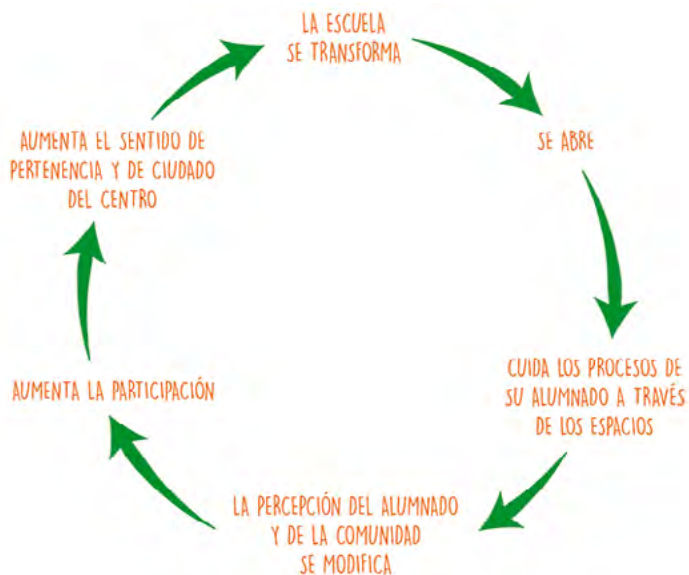 LA ESCUELA
SE TRANSFORMA
SE ABRE
CUIDA LOS PROCESOS DE
SU ALUMNADO A TRAVÉS
DE LOS ESPACIOS
LA PERCEPCIÓN DEL ALUMNADO
Y DE LA COMUNIDAD
SE MODIFICA
AUMENTA LA PARTICIPACIÓN
AUMENTA EL SENTIDO DE
PERTENENCIA Y DE CIUDADO
DEL CENTRO